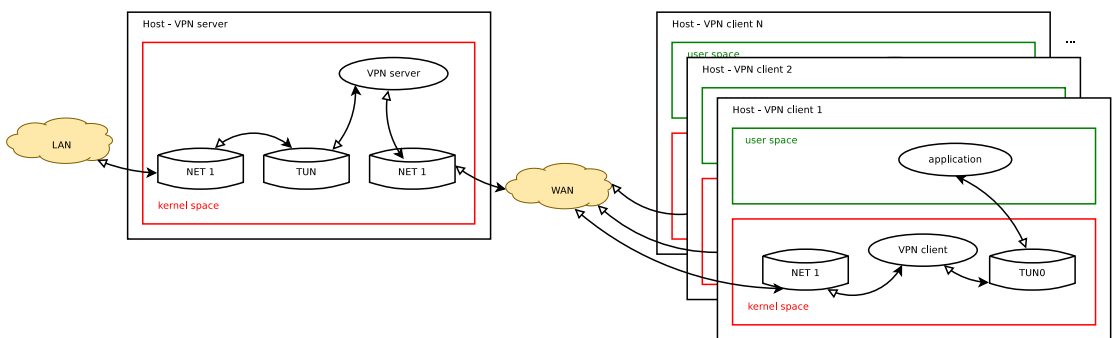 Host - VPN server
VPN server
LAN
NET 1
TUN
NET 1
kernel space
WAN
Host - VPN client N
...
user space
Host - VPN client 2
Host - VPN client 1
user space
application
VPN client
NET 1
TUN0
kernel space